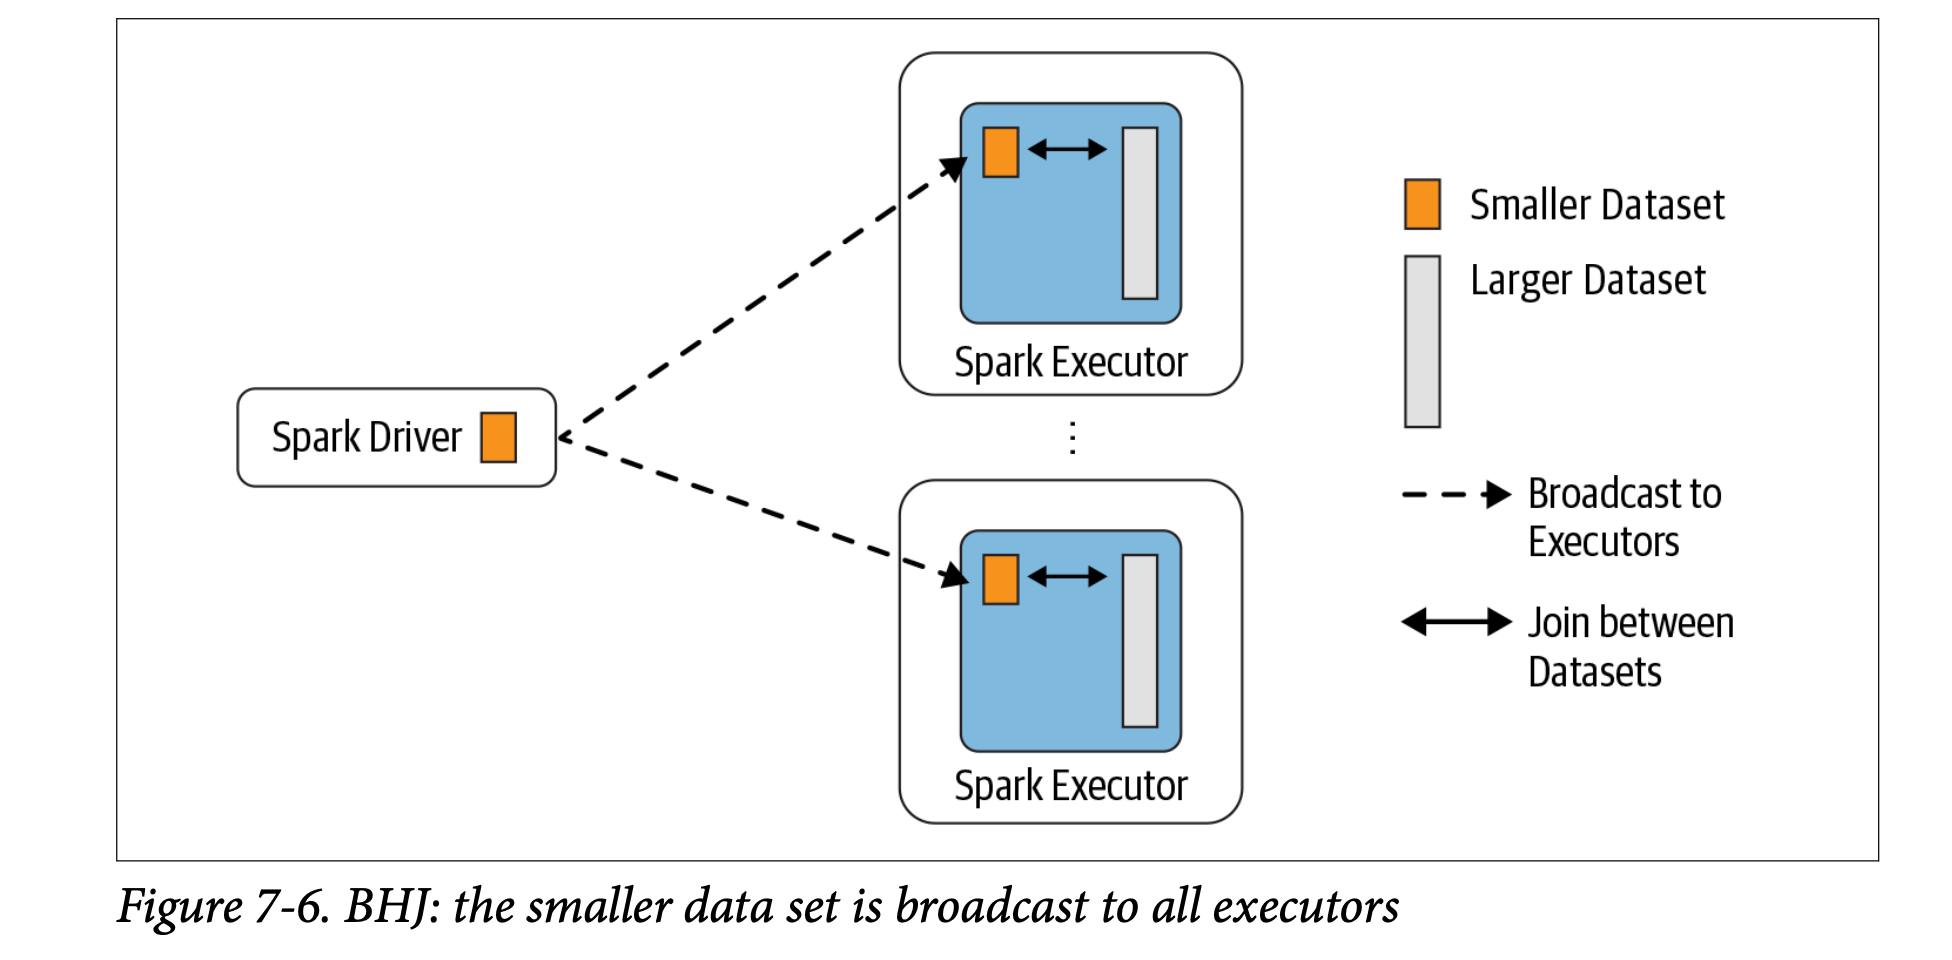 Spark Driver
Spark Executor
⋮
Spark Executor
Smaller Dataset
Larger Dataset
Broadcast to
Executors
Join between
Datasets
Figure 7-6. BHJ: the smaller data set is broadcast to all executors